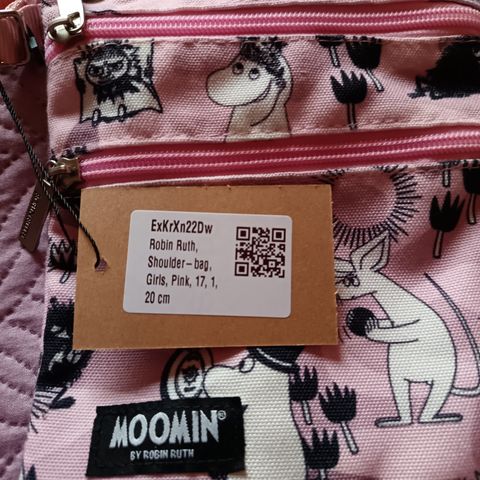 ExKrXn22Dw
Robin Ruth,
Shoulder-bag,
Girls, Pink, 17, 1,
20 cm
MOOMIN®
BY ROBIN RUTH